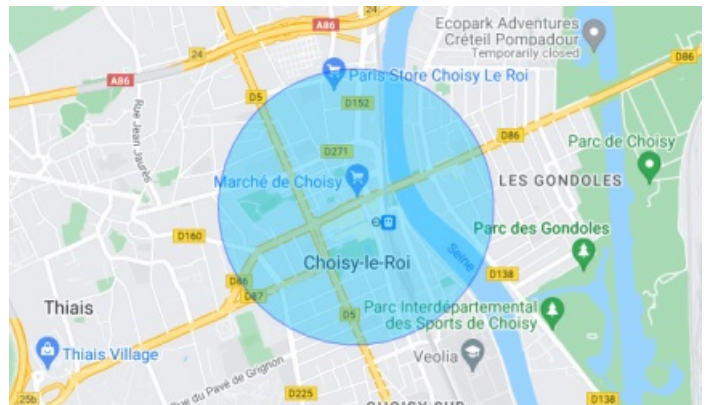 A86
Ecopark Adventures
Créteil Pompadour
Temporarily closed
24
24
D86
A86
Paris Store Choisy Le Roi
D5
D152
Rue Jean Jaurès
D86
D271
Parc de Choisy
Marché de Choisy
LES GONDOLES
D160
Parc des Gondoles
Seine
Choisy-le-Roi
D86
D138
D87
Thiais
Parc Interdépartemental
des Sports de Choisy
D5
Thiais Village
Veolia
Rue du Pavé de Grignon
25b
D225
D138
CHOISY SUD